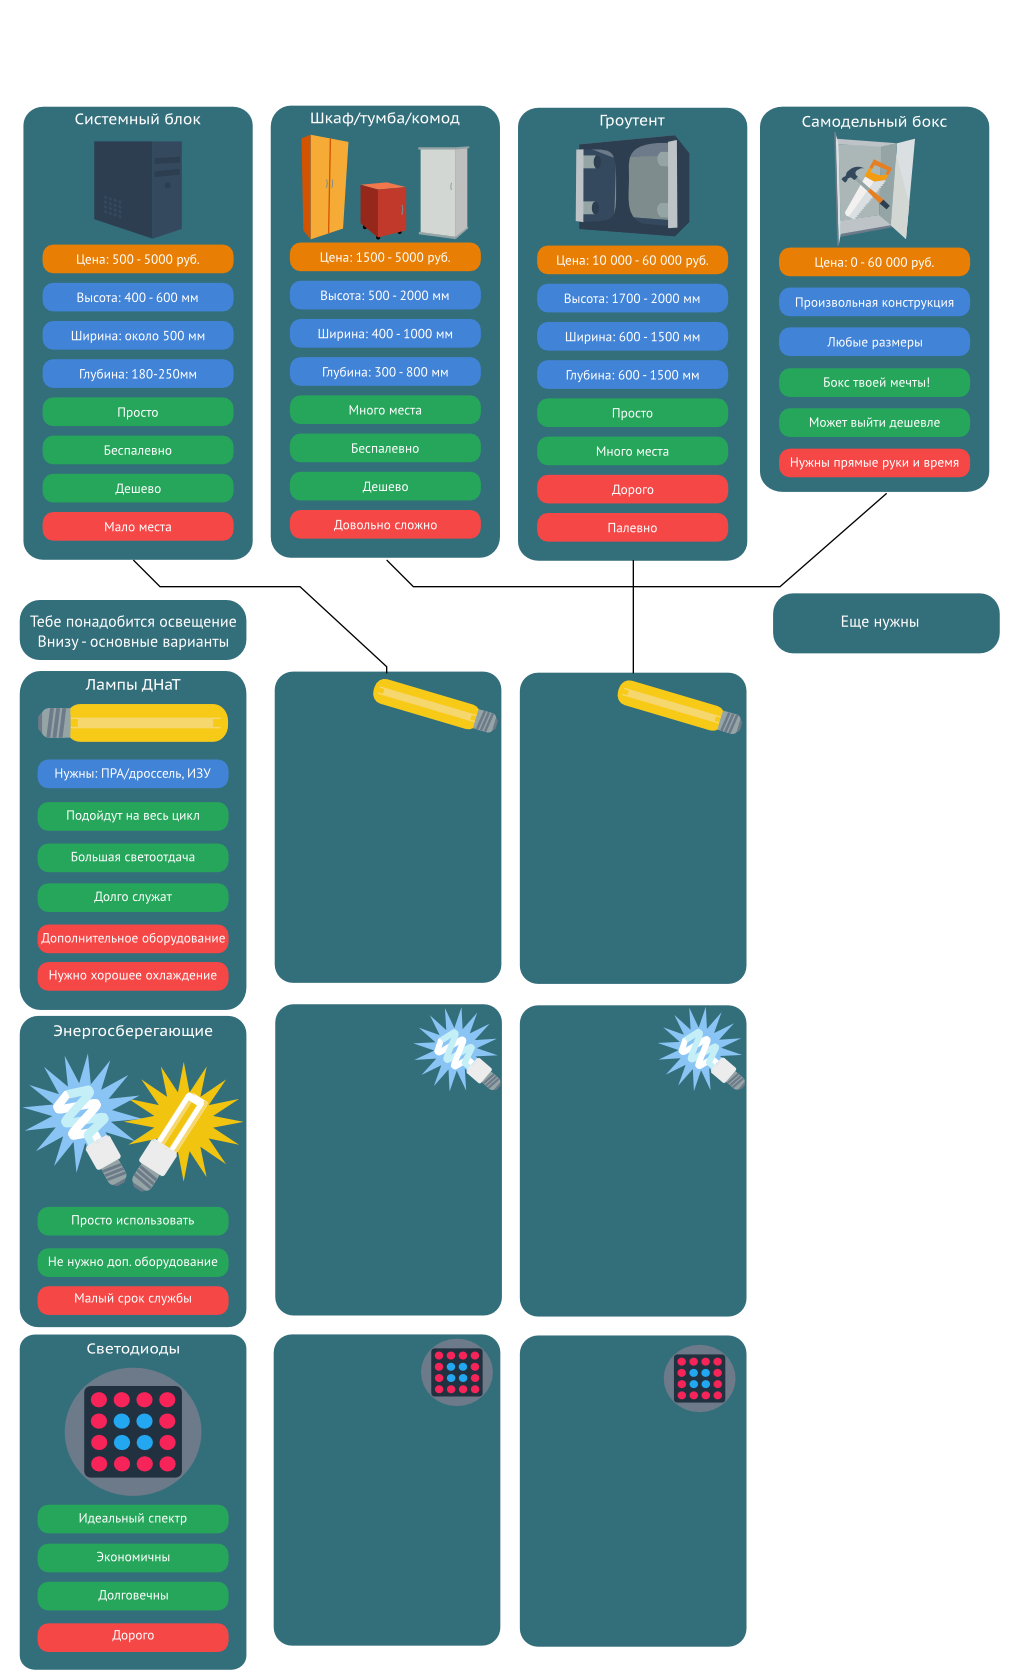 Системный блок
Цена: 500 - 5000 руб.
Высота: 400 - 600 мм
Ширина: около 500 мм
Глубина: 180-250мм
Просто
Беспалевно
Дешево
Мало места
Шкаф/тумба/комод
Цена: 1500 - 5000 руб.
Высота: 500 - 2000 мм
Ширина: 400 - 1000 мм
Глубина: 300 - 800 мм
Много места
Беспалевно
Дешево
Довольно сложно
Гроутент
Цена: 10 000 - 60 000 руб.
Высота: 1700 - 2000 мм
Ширина: 600 - 1500 мм
Глубина: 600 - 1500 мм
Просто
Много места
Дорого
Палевно
Самодельный бокс
Цена: 0 - 60 000 руб.
Произвольная конструкция
Любые размеры
Бокс твоей мечты!
Может выйти дешевле
Нужны прямые руки и время
Тебе понадобится освещение
Внизу - основные варианты
Еще нужны
Лампы ДНаТ
Нужны: ПРА/дроссель, ИЗУ
Подойдут на весь цикл
Большая светоотдача
Долго служат
Дополнительное оборудование
Нужно хорошее охлаждение
Энергосберегающие
Просто использовать
Не нужно доп. оборудование
Малый срок службы
Светодиоды
Идеальный спектр
Экономичны
Долговечны
Дорого